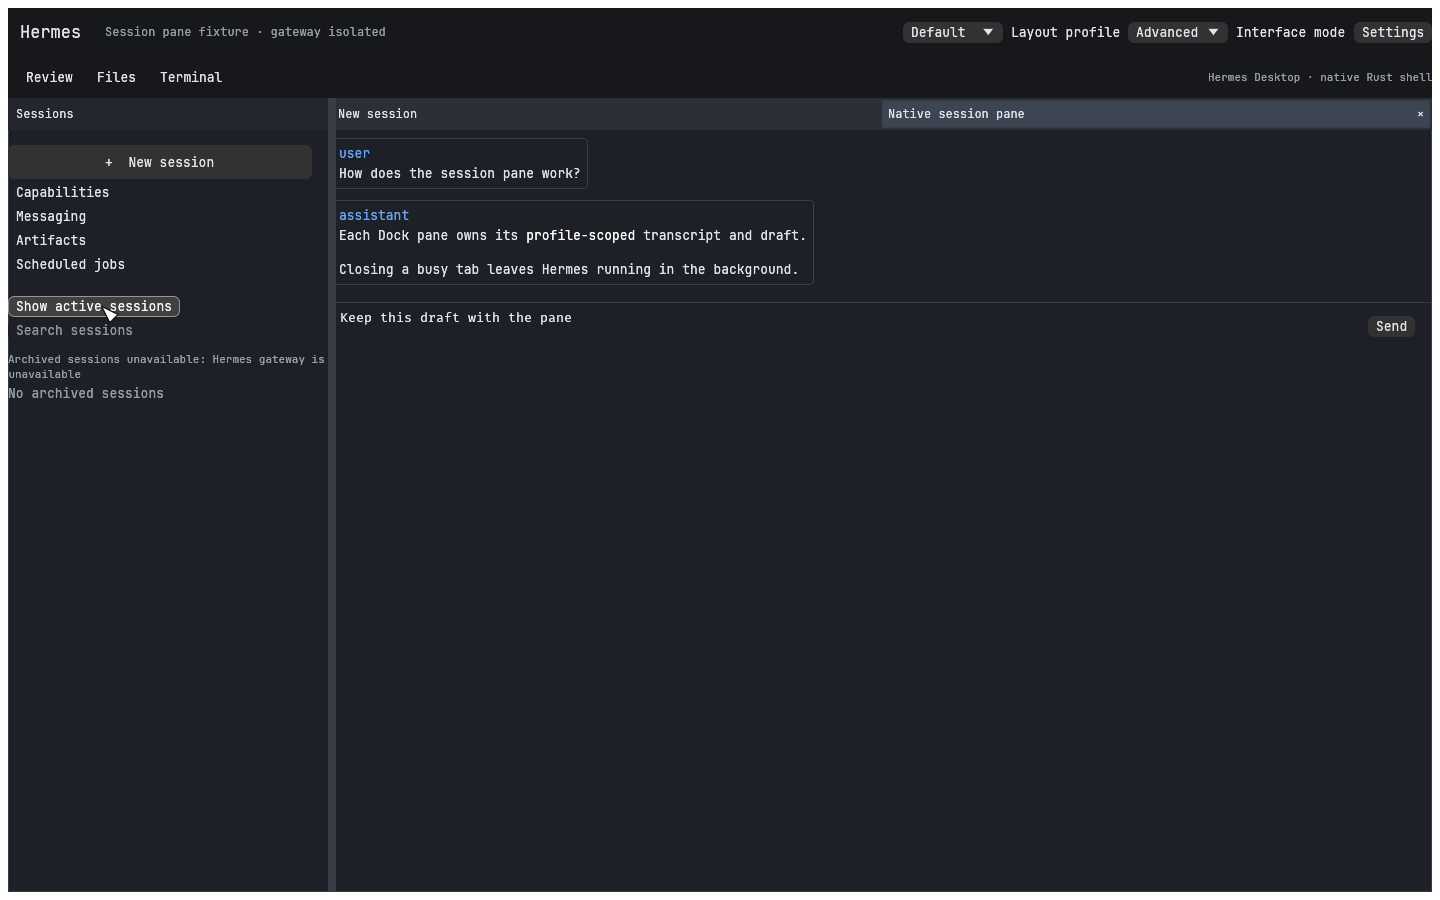 Hermes
Session pane fixture · gateway isolated
Default
Layout profile
Advanced
Interface mode
Settings
Review
Files
Terminal
Hermes Desktop · native Rust shell
Sessions
New session
Native session pane
×
+ New session
Capabilities
Messaging
Artifacts
Scheduled jobs
Show active sessions
Search sessions
Archived sessions unavailable: Hermes gateway is
unavailable
No archived sessions
user
How does the session pane work?
assistant
Each Dock pane owns its profile-scoped transcript and draft.
Closing a busy tab leaves Hermes running in the background.
Keep this draft with the pane
Send